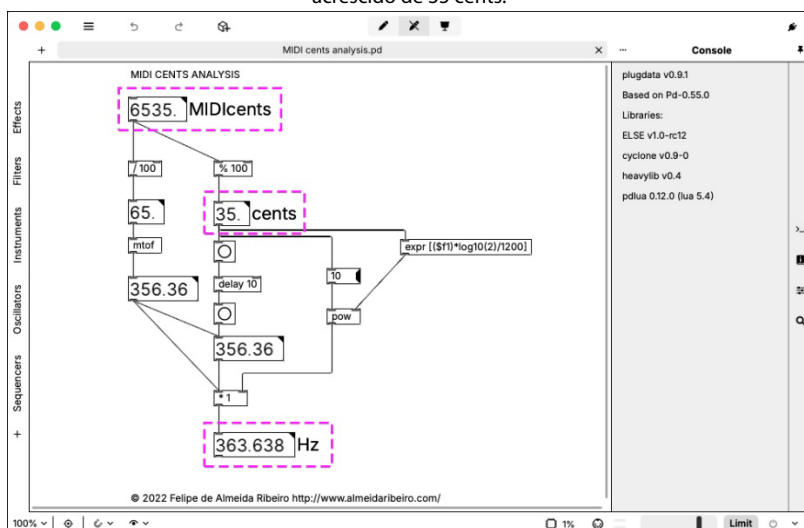 acrescido de 35 cents.
MIDI cents analysis.pd
Console
MIDI CENTS ANALYSIS
6535. MIDIcents
/ 100
% 100
65.
35. cents
mtof
expr [($f1)*log10(2)/1200]
delay 10
10
356.36
pow
356.36
* 1
363.638 Hz
© 2022 Felipe de Almeida Ribeiro http://www.almeidaribeiro.com/
Effects
Filters
Instruments
Oscillators
Sequencers
plugdata v0.9.1
Based on Pd-0.55.0
Libraries:
ELSE v1.0-rc12
cyclone v0.9-0
heavylib v0.4
pdlua 0.12.0 (lua 5.4)
100%
1%
Limit